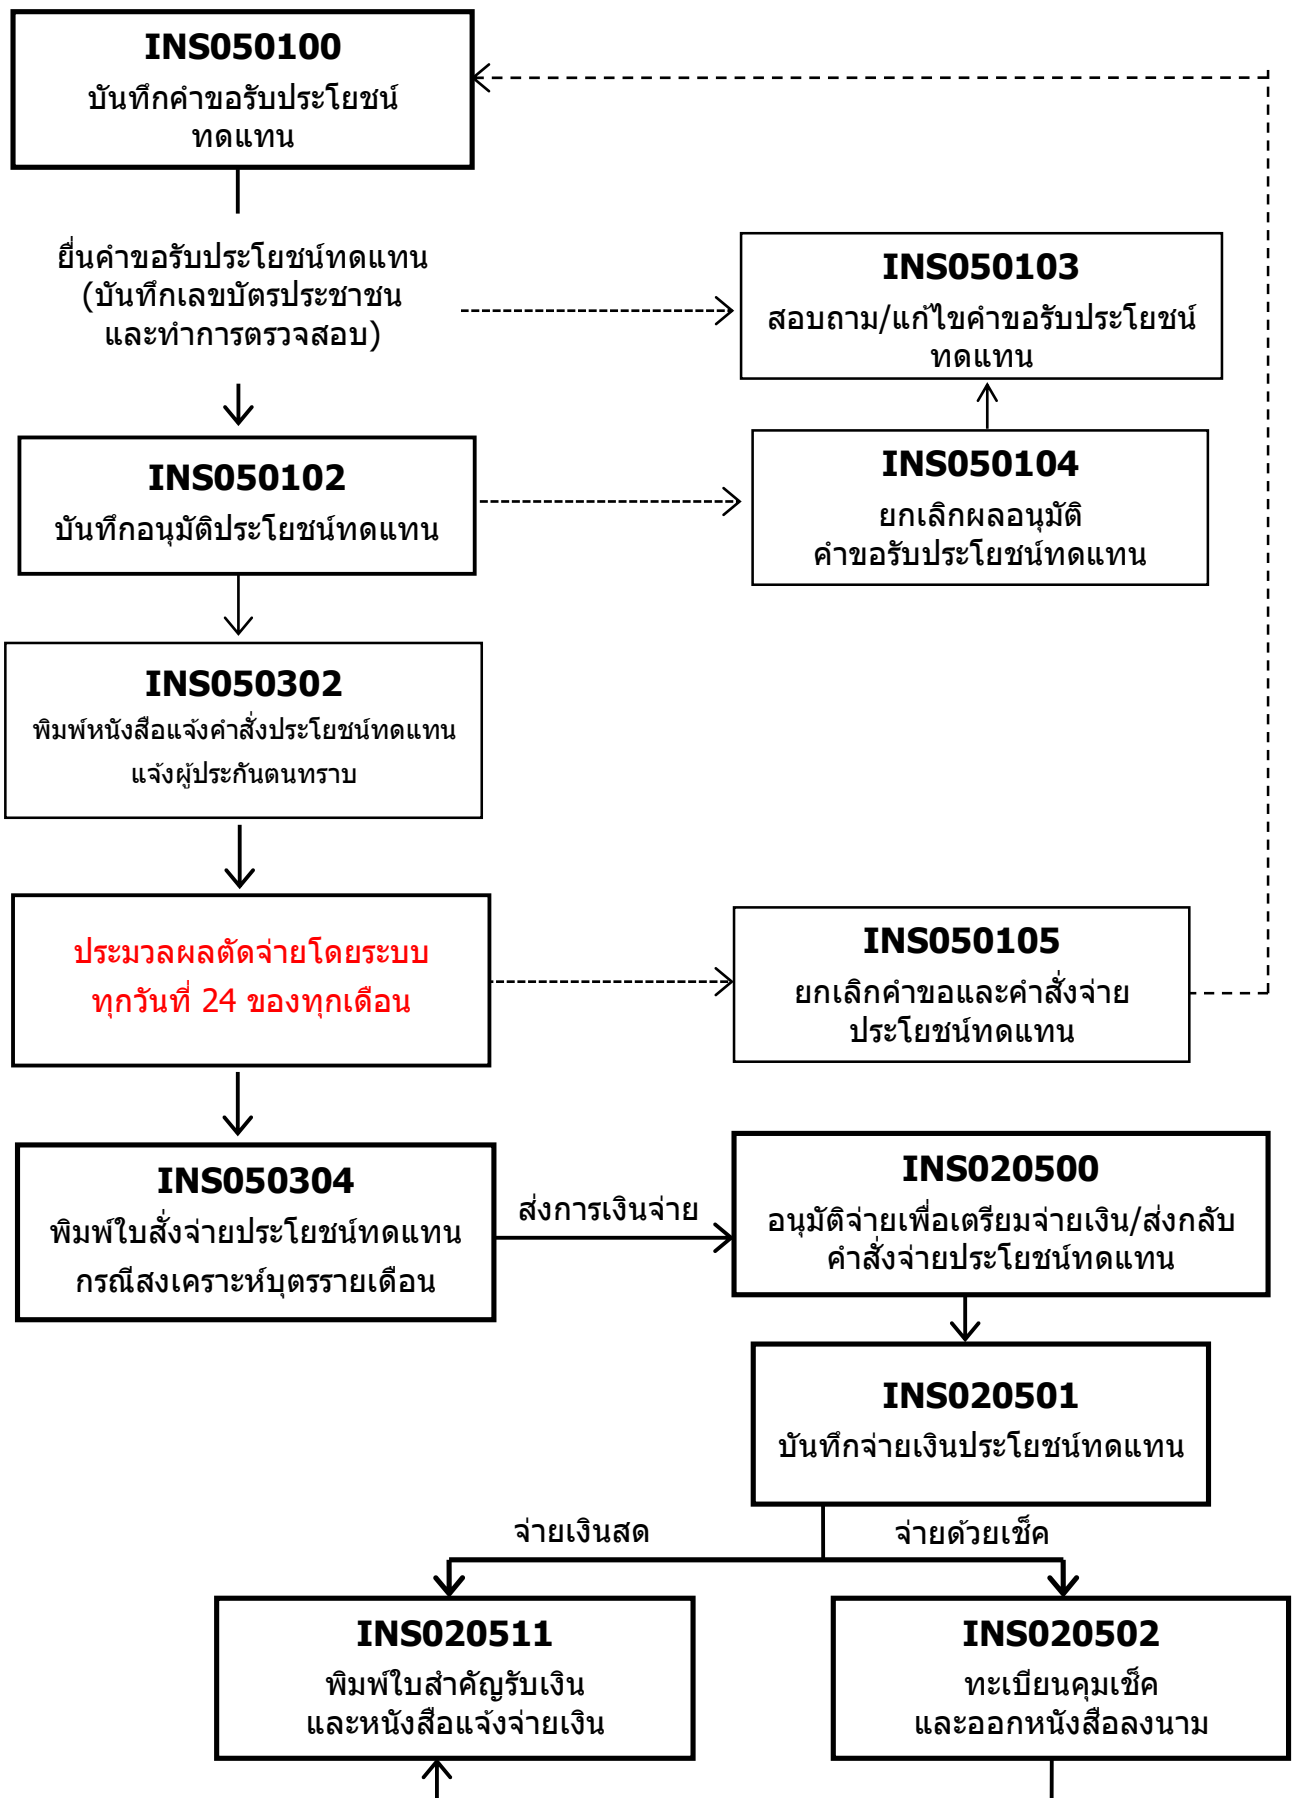 INS050100
บันทึกคำขอรับประโยชน์
ทดแทน
ยื่นคำขอรับประโยชน์ทดแทน
(บันทึกเลขบัตรประชาชน
และทำการตรวจสอบ)
INS050103
สอบถาม/แก้ไขคำขอรับประโยชน์
ทดแทน
INS050102
บันทึกอนุมัติประโยชน์ทดแทน
INS050104
ยกเลิกผลอนุมัติ
คำขอรับประโยชน์ทดแทน
INS050302
พิมพ์หนังสือแจ้งคำสั่งประโยชน์ทดแทน
แจ้งผู้ประกันตนทราบ
ประมวลผลตัดจ่ายโดยระบบ
ทุกวันที่ 24 ของทุกเดือน
INS050105
ยกเลิกคำขอและคำสั่งจ่าย
ประโยชน์ทดแทน
INS050304
พิมพ์ใบสั่งจ่ายประโยชน์ทดแทน
กรณีสงเคราะห์บุตรรายเดือน
ส่งการเงินจ่าย
INS020500
อนุมัติจ่ายเพื่อเตรียมจ่ายเงิน/ส่งกลับ
คำสั่งจ่ายประโยชน์ทดแทน
INS020501
บันทึกจ่ายเงินประโยชน์ทดแทน
จ่ายเงินสด
จ่ายด้วยเช็ค
INS020511
พิมพ์ใบสำคัญรับเงิน
และหนังสือแจ้งจ่ายเงิน
INS020502
ทะเบียนคุมเช็ค
และออกหนังสือลงนาม